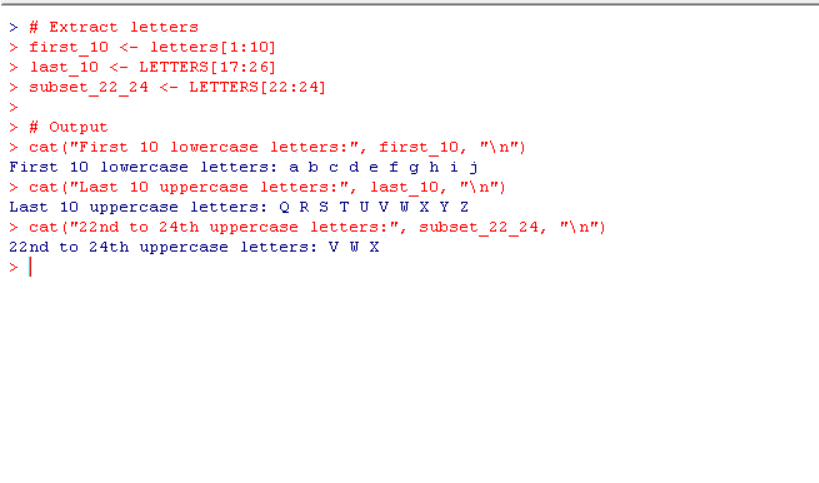 > # Extract letters
> first_10 <- letters[1:10]
> last_10 <- LETTERS[17:26]
> subset_22_24 <- LETTERS[22:24]
>
> # Output
> cat("First 10 lowercase letters:", first_10, "\n")
First 10 lowercase letters: a b c d e f g h i j
> cat("Last 10 uppercase letters:", last_10, "\n")
Last 10 uppercase letters: Q R S T U V W X Y Z
> cat("22nd to 24th uppercase letters:", subset_22_24, "\n")
22nd to 24th uppercase letters: V W X
>